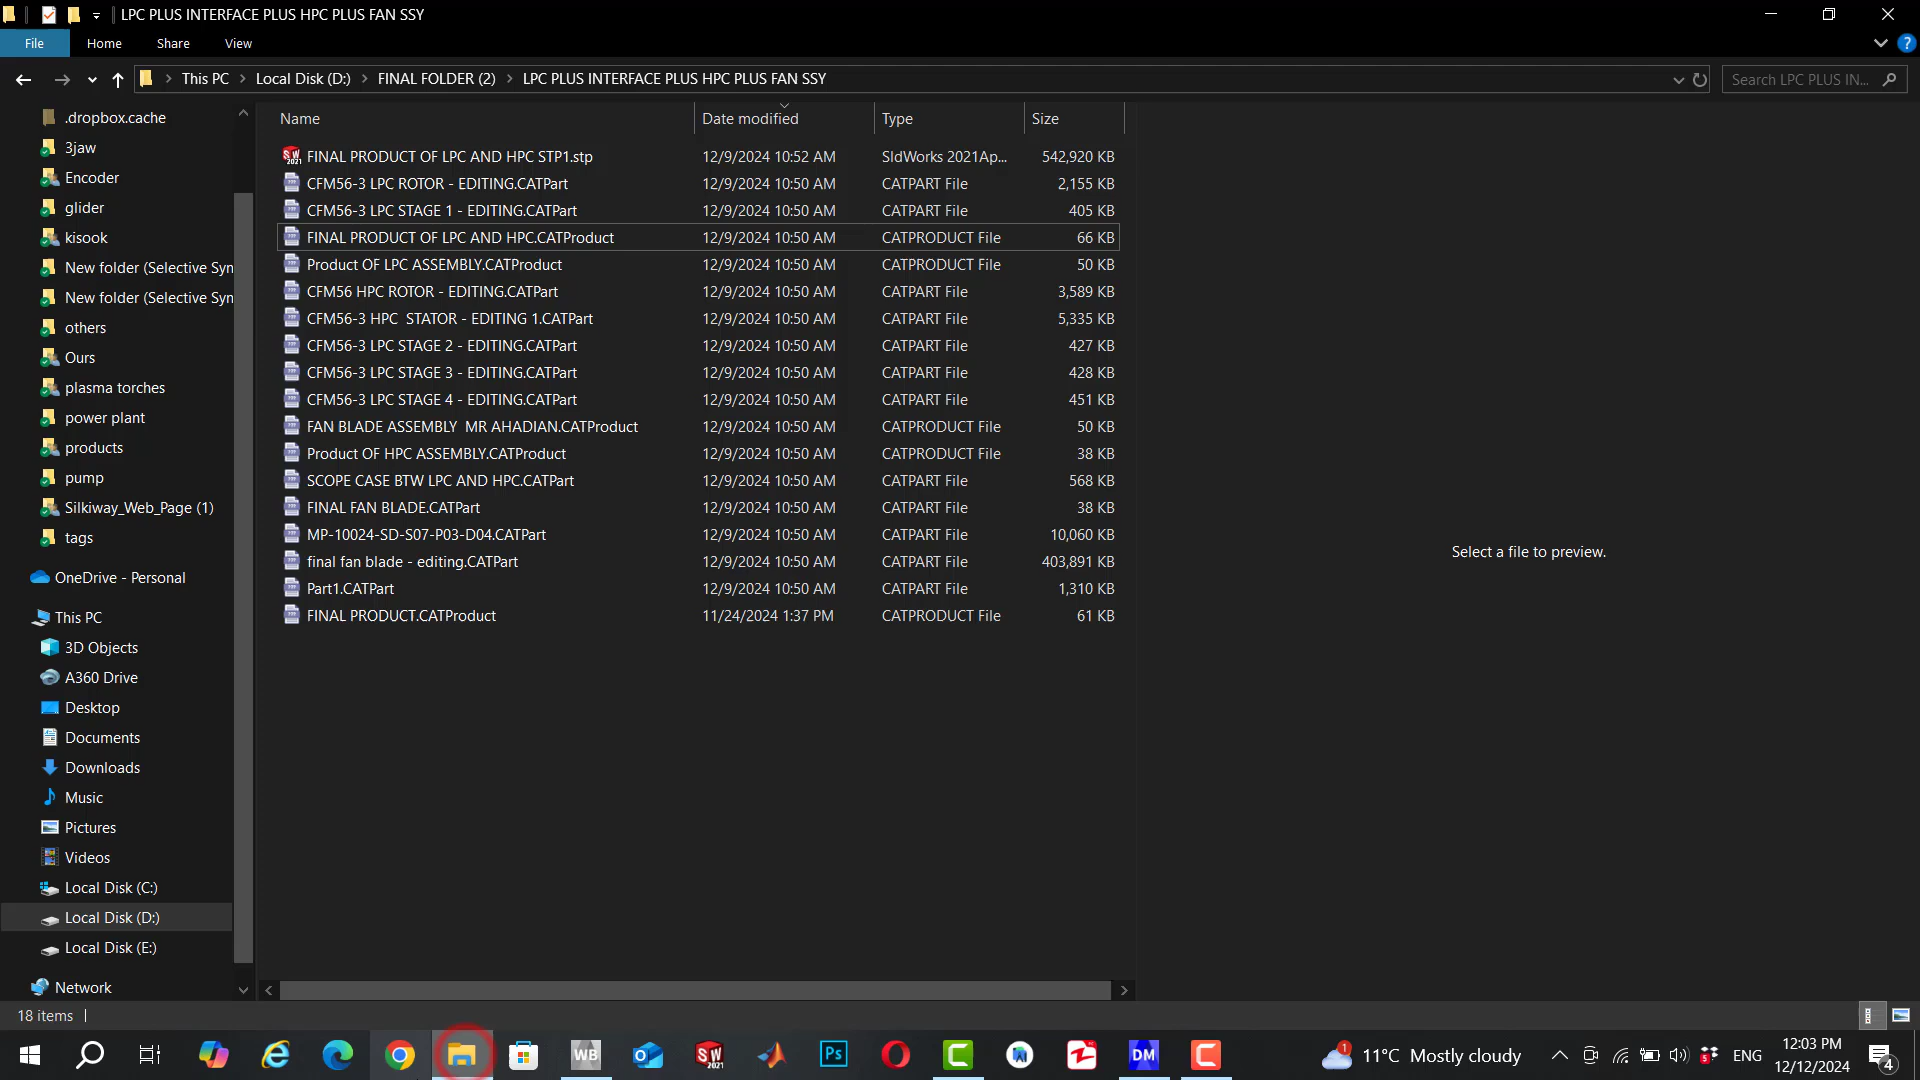 LPC PLUS INTERFACE PLUS HPC PLUS FAN SSY
File Home Share View
This PC Local Disk (D:) FINAL FOLDER (2) LPC PLUS INTERFACE PLUS HPC PLUS FAN SSY
Search LPC PLUS IN...
Name Date modified Type Size
FINAL PRODUCT OF LPC AND HPC STP1.stp 12/9/2024 10:52 AM SldWorks 2021Ap... 542,920 KB
CFM56-3 LPC ROTOR - EDITING.CATPart 12/9/2024 10:50 AM CATPART File 2,155 KB
CFM56-3 LPC STAGE 1 - EDITING.CATPart 12/9/2024 10:50 AM CATPART File 405 KB
FINAL PRODUCT OF LPC AND HPC.CATProduct 12/9/2024 10:50 AM CATPRODUCT File 66 KB
Product OF LPC ASSEMBLY.CATProduct 12/9/2024 10:50 AM CATPRODUCT File 50 KB
CFM56 HPC ROTOR - EDITING.CATPart 12/9/2024 10:50 AM CATPART File 3,589 KB
CFM56-3 HPC  STATOR - EDITING 1.CATPart 12/9/2024 10:50 AM CATPART File 5,335 KB
CFM56-3 LPC STAGE 2 - EDITING.CATPart 12/9/2024 10:50 AM CATPART File 427 KB
CFM56-3 LPC STAGE 3 - EDITING.CATPart 12/9/2024 10:50 AM CATPART File 428 KB
CFM56-3 LPC STAGE 4 - EDITING.CATPart 12/9/2024 10:50 AM CATPART File 451 KB
FAN BLADE ASSEMBLY  MR AHADIAN.CATProduct 12/9/2024 10:50 AM CATPRODUCT File 50 KB
Product OF HPC ASSEMBLY.CATProduct 12/9/2024 10:50 AM CATPRODUCT File 38 KB
SCOPE CASE BTW LPC AND HPC.CATPart 12/9/2024 10:50 AM CATPART File 568 KB
FINAL FAN BLADE.CATPart 12/9/2024 10:50 AM CATPART File 38 KB
MP-10024-SD-S07-P03-D04.CATPart 12/9/2024 10:50 AM CATPART File 10,060 KB
final fan blade - editing.CATPart 12/9/2024 10:50 AM CATPART File 403,891 KB
Part1.CATPart 12/9/2024 10:50 AM CATPART File 1,310 KB
FINAL PRODUCT.CATProduct 11/24/2024 1:37 PM CATPRODUCT File 61 KB
.dropbox.cache
3jaw
Encoder
glider
kisook
New folder (Selective Syn
New folder (Selective Syn
others
Ours
plasma torches
power plant
products
pump
Silkiway_Web_Page (1)
tags
OneDrive - Personal
This PC
3D Objects
A360 Drive
Desktop
Documents
Downloads
Music
Pictures
Videos
Local Disk (C:)
Local Disk (D:)
Local Disk (E:)
Network
Select a file to preview.
18 items
WB
SW 2021
Ps
DM
1
11°C Mostly cloudy
5
ENG
12:03 PM
12/12/2024
4